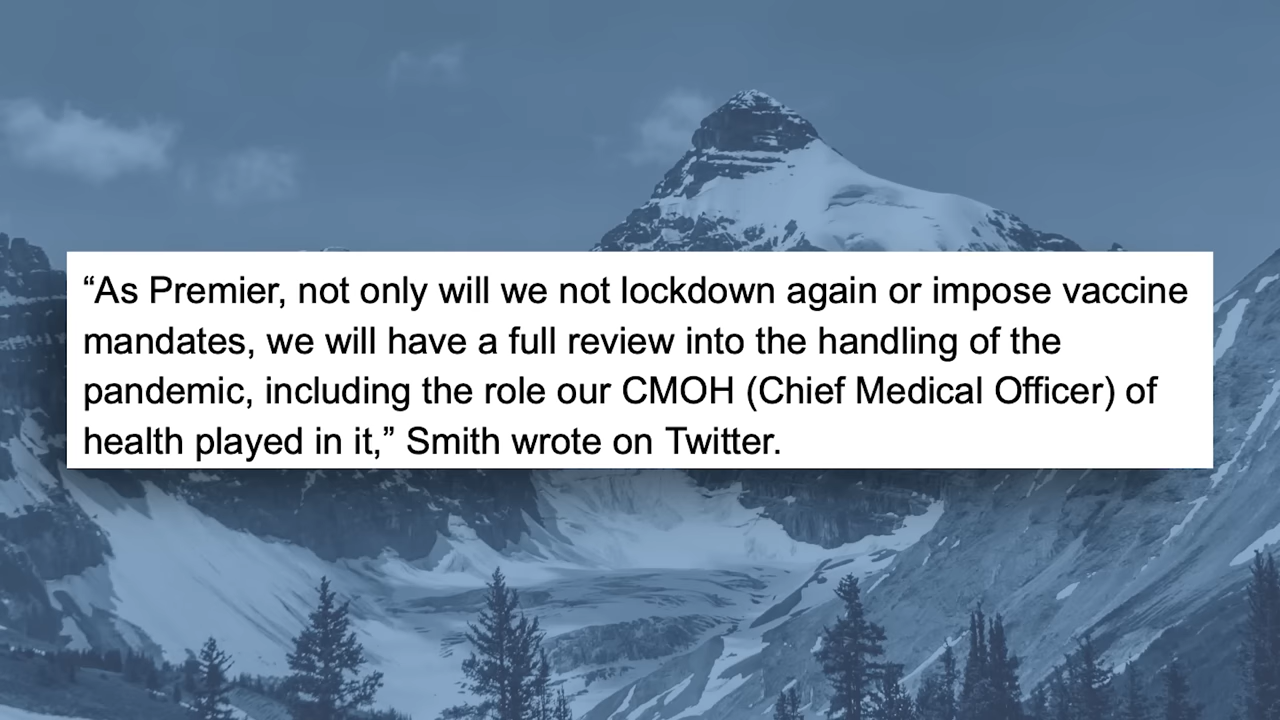 “As Premier, not only will we not lockdown again or impose vaccine
mandates, we will have a full review into the handling of the
pandemic, including the role our CMOH (Chief Medical Officer) of
health played in it,” Smith wrote on Twitter.